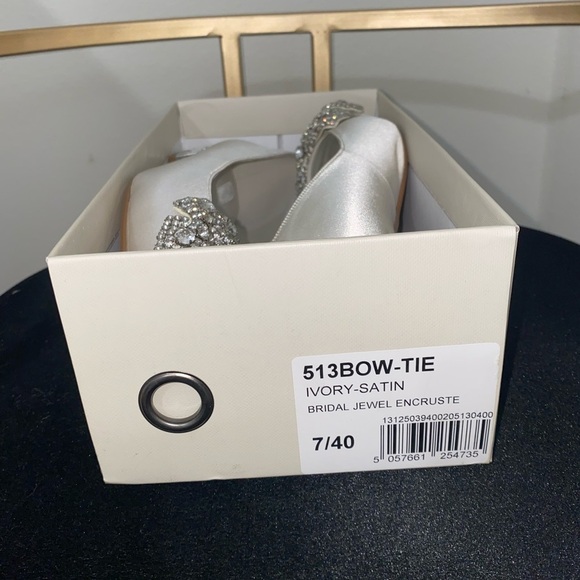 513BOW-TIE
IVORY-SATIN
BRIDAL JEWEL ENCRUSTE
13125039400205130400
7/40
5 057661 254735